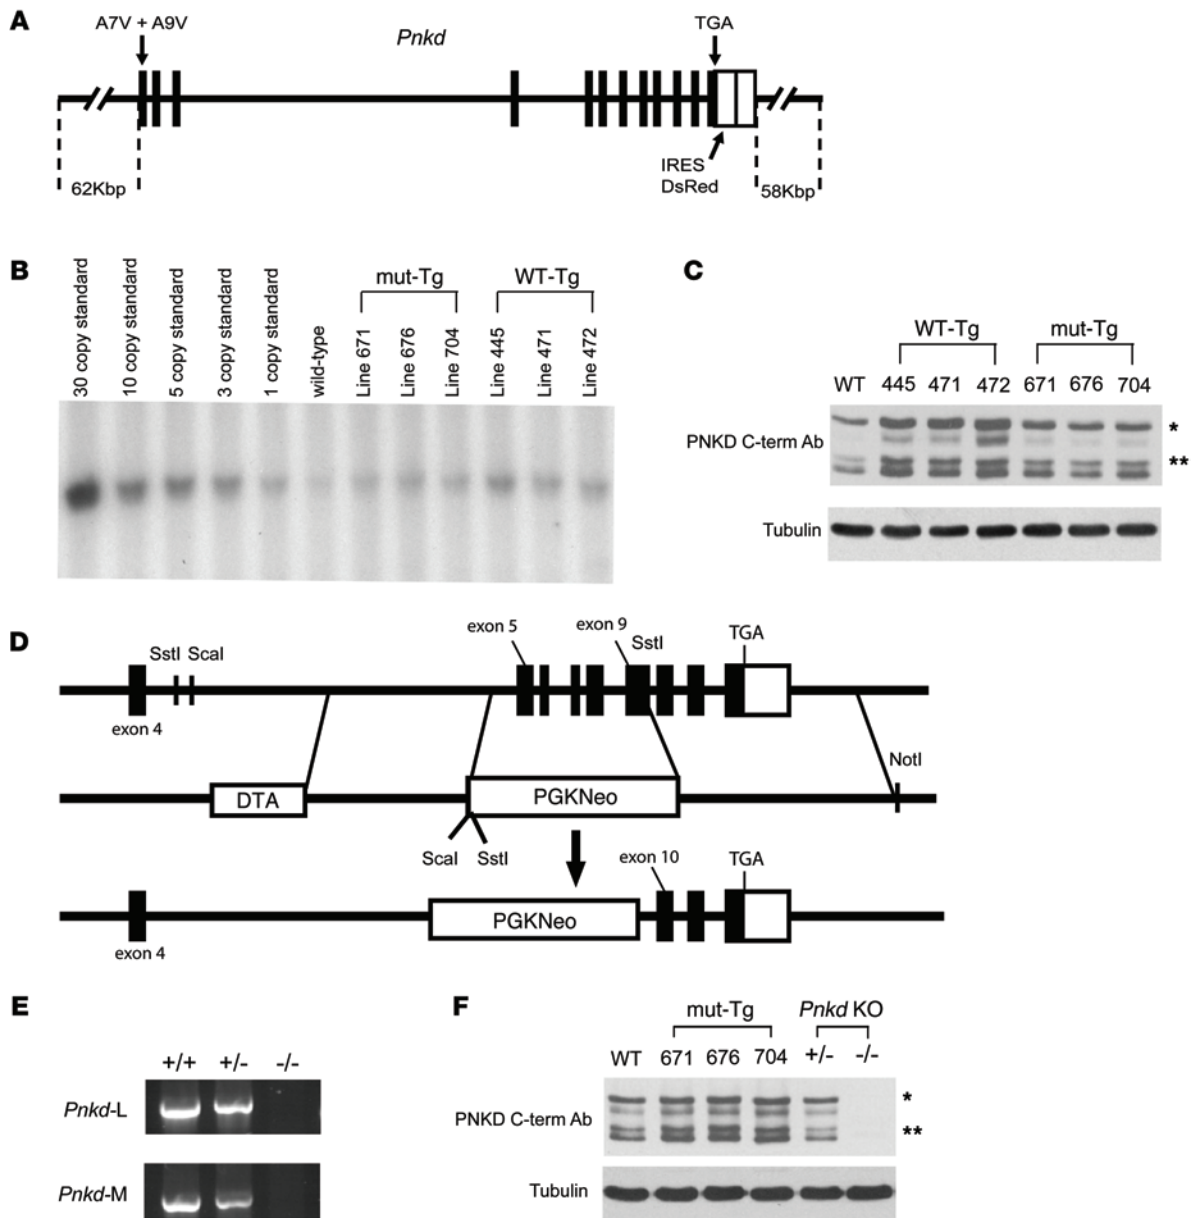 A
A7V + A9V
Pnkd
TGA
IRES
DsRed
62Kbp
58Kbp
B
30 copy standard
10 copy standard
5 copy standard
3 copy standard
1 copy standard
wild-type
mut-Tg
Line 671
Line 676
Line 704
WT-Tg
Line 445
Line 471
Line 472
C
WT-Tg
mut-Tg
WT 445 471 472 671 676 704
PNKD C-term Ab
*
**
Tubulin
D
exon 5
exon 9
SstI
TGA
SstI ScaI
exon 4
NotI
DTA
PGKNeo
ScaI SstI
exon 10
TGA
PGKNeo
exon 4
E
+/+ +/- -/-
Pnkd-L
Pnkd-M
F
mut-Tg
Pnkd KO
WT 671 676 704 +/- -/-
PNKD C-term Ab
*
**
Tubulin